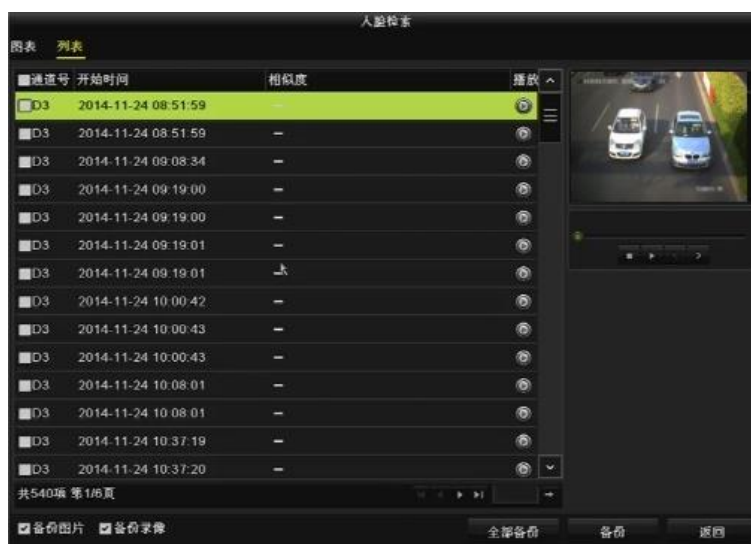 人脸检索
图表 列表
通道号 开始时间 相似度 播放
D3 2014-11-24 08:51:59 —
D3 2014-11-24 08:51:59 —
D3 2014-11-24 09:08:34 —
D3 2014-11-24 09:19:00 —
D3 2014-11-24 09:19:00 —
D3 2014-11-24 09:19:01 —
D3 2014-11-24 09:19:01 —
D3 2014-11-24 10:00:42 —
D3 2014-11-24 10:00:43 —
D3 2014-11-24 10:00:43 —
D3 2014-11-24 10:08:01 —
D3 2014-11-24 10:08:01 —
D3 2014-11-24 10:37:19 —
D3 2014-11-24 10:37:20 —
共540项 第1/6页
备份图片 备份录像 全部备份 备份 返回